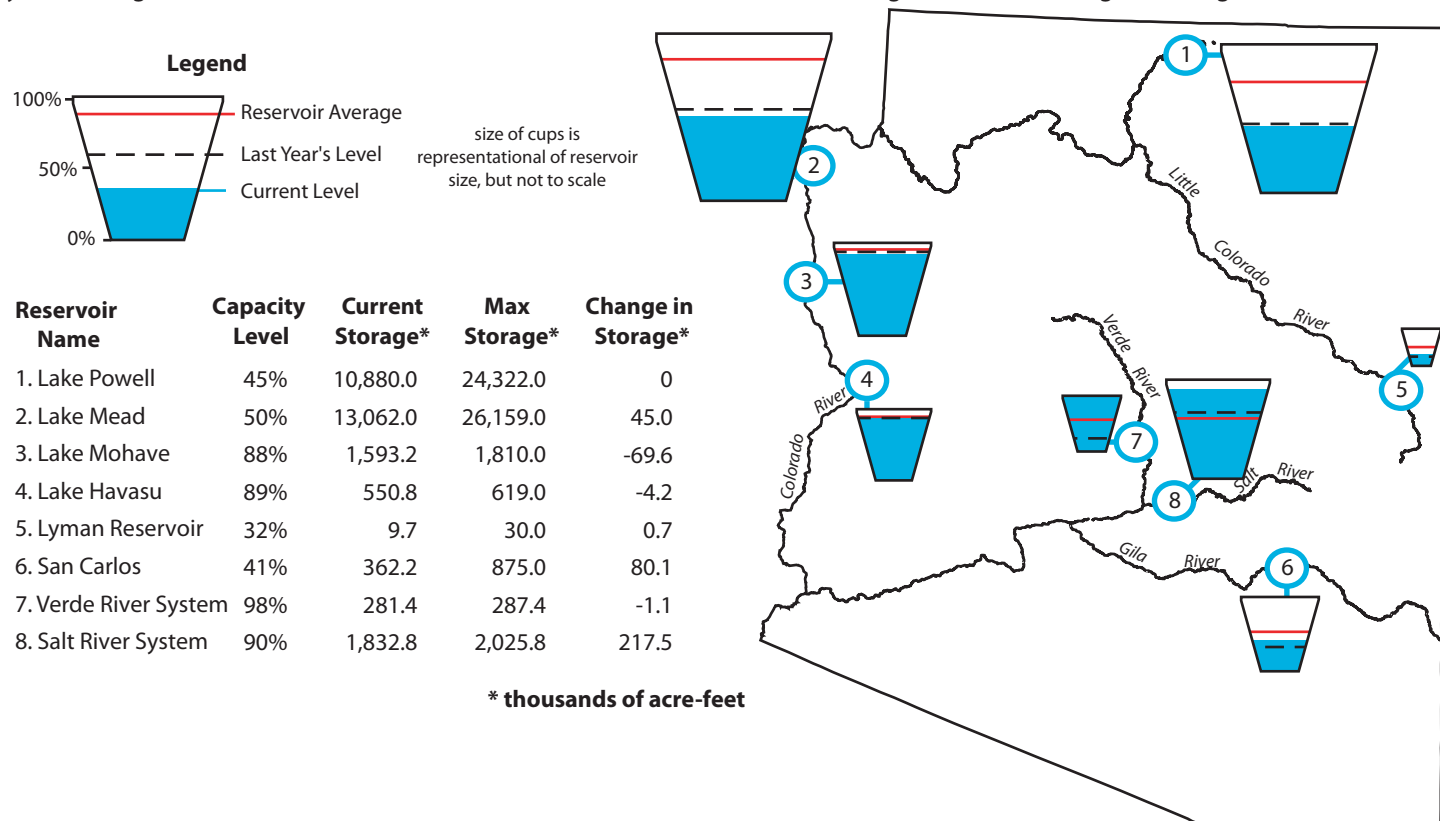 Legend
100%
50%
0%
Reservoir Average
Last Year's Level
Current Level
size of cups is
representational of reservoir
size, but not to scale
Reservoir Name Capacity Level Current Storage* Max Storage* Change in Storage*
1. Lake Powell 45% 10,880.0 24,322.0 0
2. Lake Mead 50% 13,062.0 26,159.0 45.0
3. Lake Mohave 88% 1,593.2 1,810.0 -69.6
4. Lake Havasu 89% 550.8 619.0 -4.2
5. Lyman Reservoir 32% 9.7 30.0 0.7
6. San Carlos 41% 362.2 875.0 80.1
7. Verde River System 98% 281.4 287.4 -1.1
8. Salt River System 90% 1,832.8 2,025.8 217.5
* thousands of acre-feet
1
2
3
4
5
6
7
8
Little
Colorado
River
Verde
River
Colorado
River
Salt
River
Gila
River